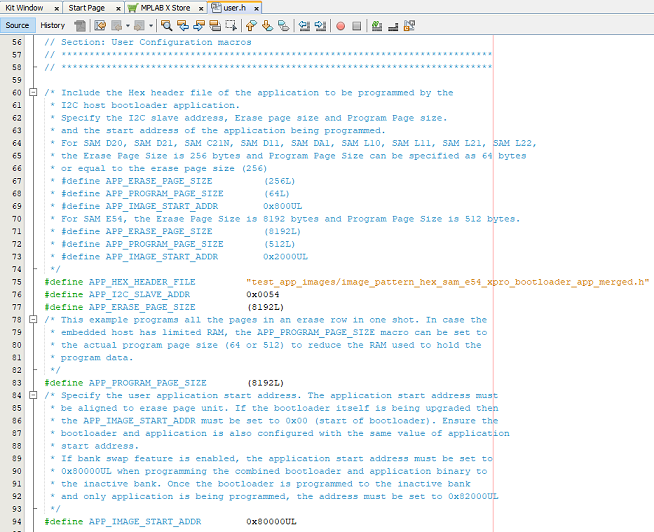 Kit Window x Start Page x MPLAB X Store x user.h x
Source History
56 // Section: User Configuration macros
57 // *****************************************************************************
58 // *****************************************************************************
59
60 /* Include the Hex header file of the application to be programmed by the
61 * I2C host bootloader application.
62 * Specify the I2C slave address, Erase page size and Program Page size.
63 * and the start address of the application being programmed.
64 * For SAM D20, SAM D21, SAM C21N, SAM D11, SAM DA1, SAM L10, SAM L11, SAM L21, SAM L22,
65 * the Erase Page Size is 256 bytes and Program Page Size can be specified as 64 bytes
66 * or equal to the erase page size (256)
67 * #define APP_ERASE_PAGE_SIZE (256L)
68 * #define APP_PROGRAM_PAGE_SIZE (64L)
69 * #define APP_IMAGE_START_ADDR 0x800UL
70 * For SAM E54, the Erase Page Size is 8192 bytes and Program Page Size is 512 bytes.
71 * #define APP_ERASE_PAGE_SIZE (8192L)
72 * #define APP_PROGRAM_PAGE_SIZE (512L)
73 * #define APP_IMAGE_START_ADDR 0x2000UL
74 */
75 #define APP_HEX_HEADER_FILE "test_app_images/image_pattern_hex_sam_e54_xpro_bootloader_app_merged.h"
76 #define APP_I2C_SLAVE_ADDR 0x0054
77 #define APP_ERASE_PAGE_SIZE (8192L)
78 /* This example programs all the pages in an erase row in one shot. In case the
79 * embedded host has limited RAM, the APP_PROGRAM_PAGE_SIZE macro can be set to
80 * the actual program page size (64 or 512) to reduce the RAM used to hold the
81 * program data.
82 */
83 #define APP_PROGRAM_PAGE_SIZE (8192L)
84 /* Specify the user application start address. The application start address must
85 * be aligned to erase page unit. If the bootloader itself is being upgraded then
86 * the APP_IMAGE_START_ADDR must be set to 0x00 (start of bootloader). Ensure the
87 * bootloader and application is also configured with the same value of application
88 * start address.
89 * If bank swap feature is enabled, the application start address must be set to
90 * 0x80000UL when programming the combined bootloader and application binary to
91 * the inactive bank. Once the bootloader is programmed to the inactive bank
92 * and only application is being programmed, the address must be set to 0x82000UL
93 */
94 #define APP_IMAGE_START_ADDR 0x80000UL